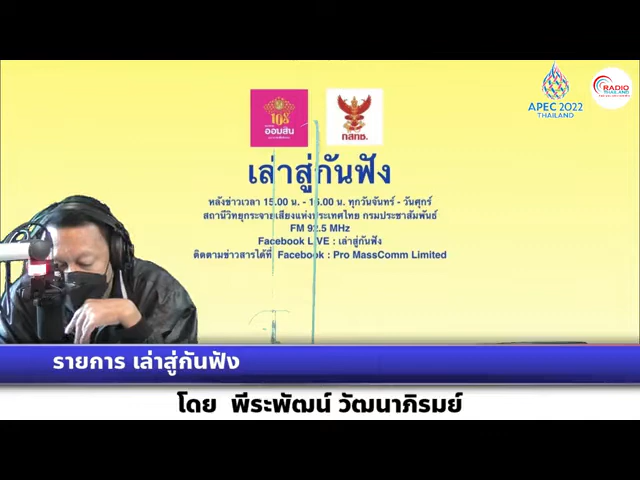 APEC 2022
THAILAND
RADIO
THAILAND
ออมสิน
กสทช.
เล่าสู่กันฟัง
หลังข่าวเวลา 15.00 น. - 16.00 น. ทุกวันจันทร์ - วันศุกร์
สถานีวิทยุกระจายเสียงแห่งประเทศไทย กรมประชาสัมพันธ์
FM 92.5 MHz
Facebook LIVE : เล่าสู่กันฟัง
ติดตามข่าวสารได้ที่ Facebook : Pro MassComm Limited
รายการ เล่าสู่กันฟัง
โดย พีระพัฒน์ วัฒนาภิรมย์